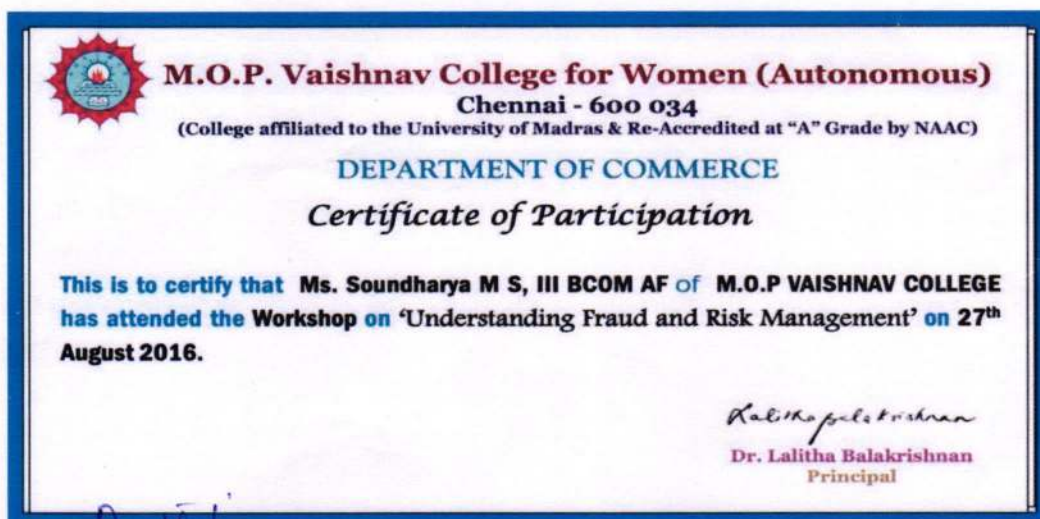 M.O.P. Vaishnav College for Women (Autonomous)
Chennai - 600 034
(College affiliated to the University of Madras & Re-Accredited at “A” Grade by NAAC)
DEPARTMENT OF COMMERCE
Certificate of Participation
This is to certify that Ms. Soundharya M S, III BCOM AF of M.O.P VAISHNAV COLLEGE
has attended the Workshop on ‘Understanding Fraud and Risk Management’ on 27th
August 2016.
Lalithabalakrishnan
Dr. Lalitha Balakrishnan
Principal